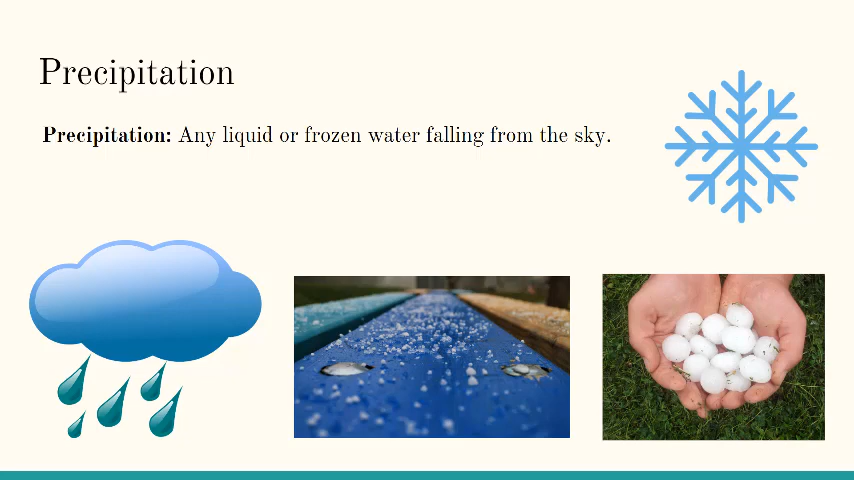 Precipitation
Precipitation: Any liquid or frozen water falling from the sky.